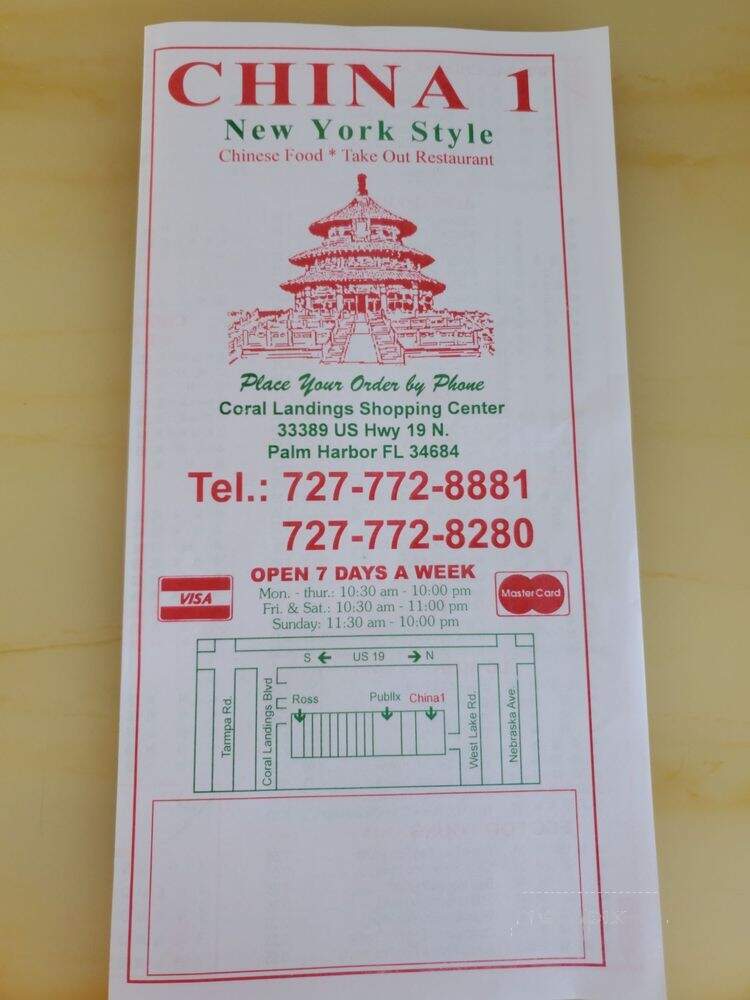 CHINA 1
New York Style
Chinese Food * Take Out Restaurant
Place Your Order by Phone
Coral Landings Shopping Center
33389 US Hwy 19 N.
Palm Harbor FL 34684
Tel.: 727-772-8881
727-772-8280
OPEN 7 DAYS A WEEK
Mon. - thur.: 10:30 am - 10:00 pm
Fri. & Sat.: 10:30 am - 11:00 pm
Sunday: 11:30 am - 10:00 pm
VISA
MasterCard
S US 19 N
Ross Publix China1
Tarmpa Rd.
Coral Landings Blvd
West Lake Rd.
Nebraska Ave.